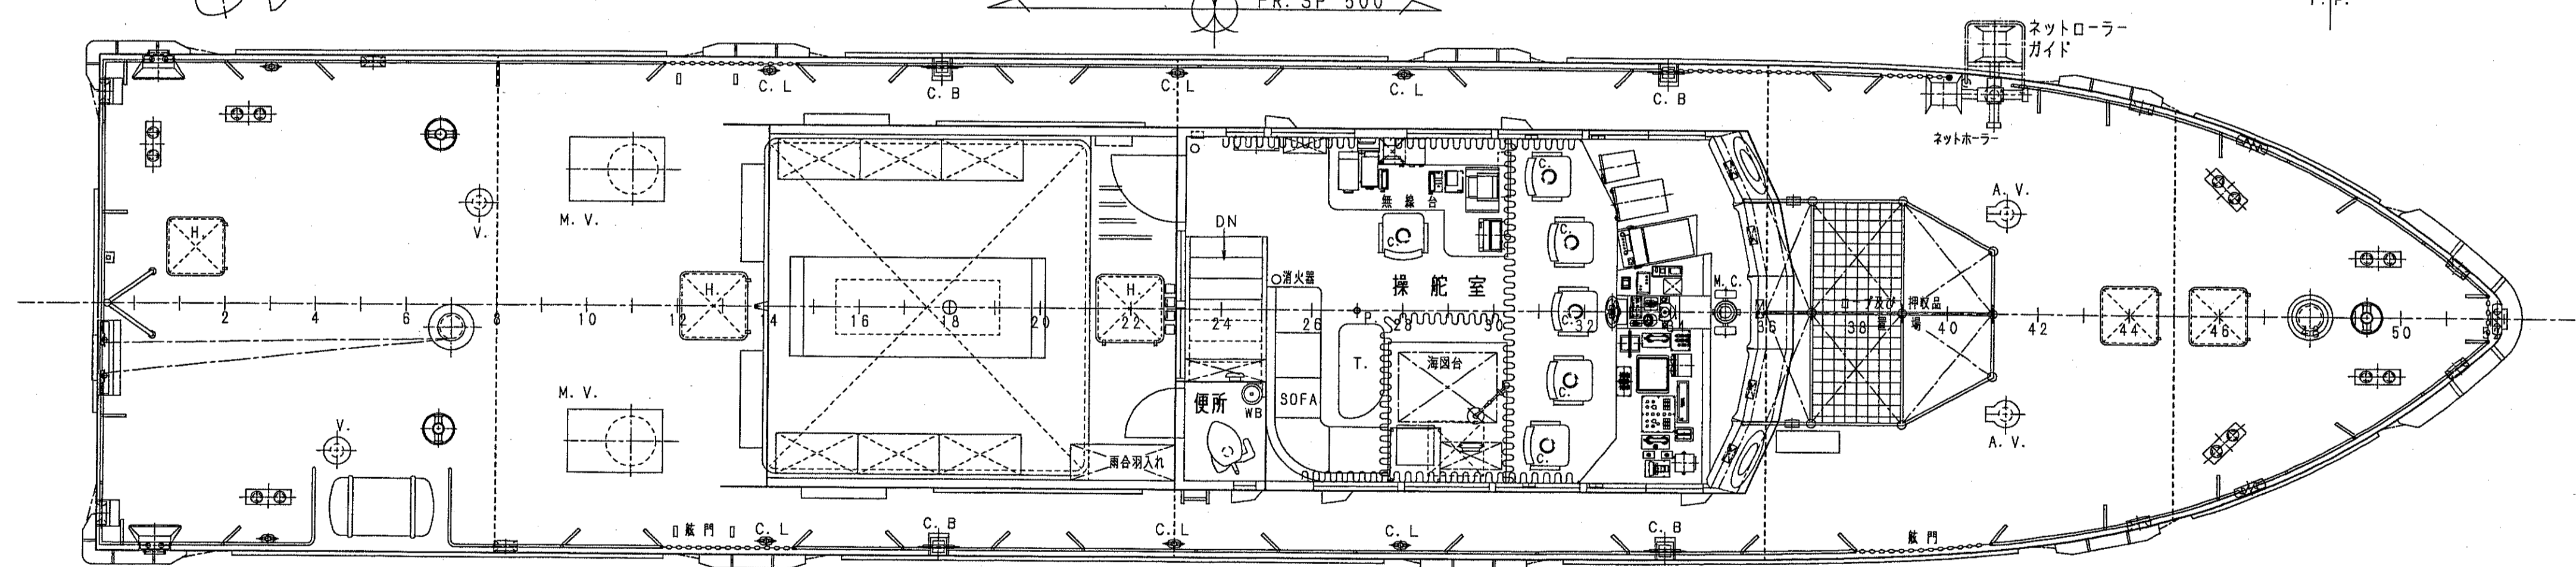 FR. SP 500
F. P.
ネットローラー
ガイド
C. L
C. B
C. L
C. L
C. B
ネットホーラー
A. V.
V.
M. V.
H.
DN
無線台
C.
C.
C.
消火器
操舵室
M. C.
H.
H.
ロープ及び押収品
置場
2
4
6
8
10
12
14
16
18
20
22
24
26
P.
28
30
32
36
38
40
42
44
46
48
50
C.
T.
海図台
M. V.
便所
WB
SOFA
C.
C.
A. V.
V.
雨合羽入れ
舷門
C. L
C. B
C. L
C. L
C. B
舷門